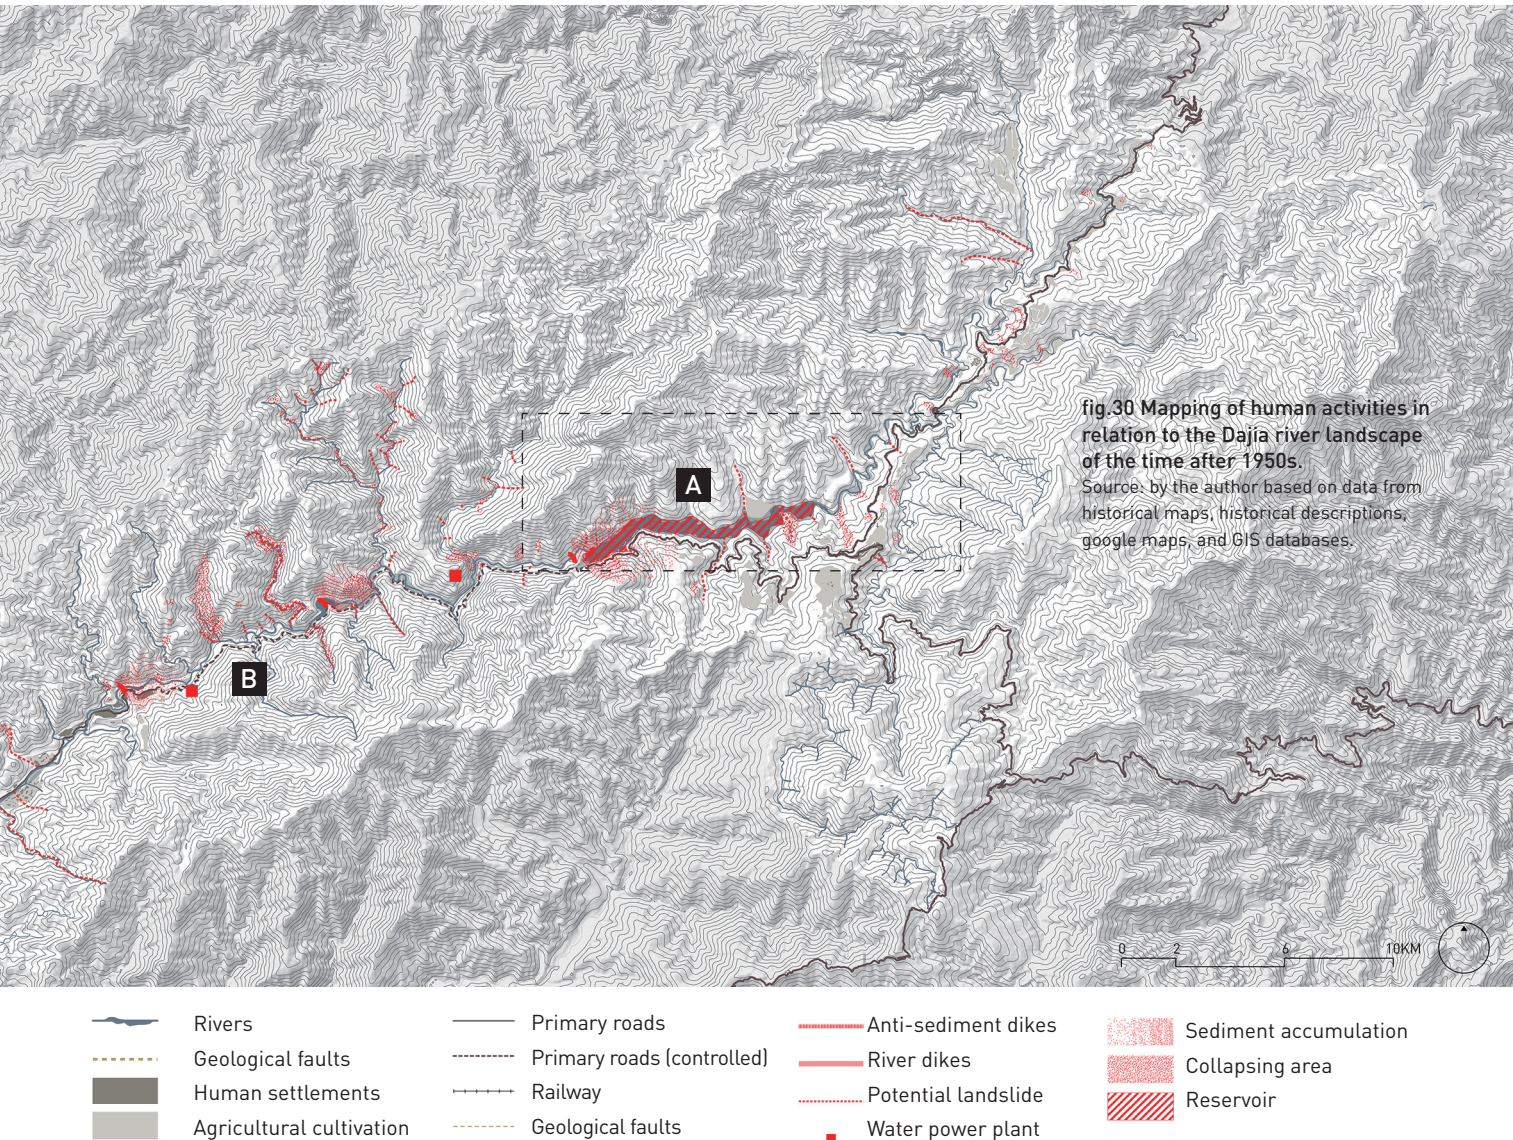 A
B
fig.30 Mapping of human activities in
relation to the Dajia river landscape
of the time after 1950s.
Source: by the author based on data from
historical maps, historical descriptions,
google maps, and GIS databases.
0 2 6 10KM
Rivers
Geological faults
Human settlements
Agricultural cultivation
Primary roads
Primary roads (controlled)
Railway
Geological faults
Anti-sediment dikes
River dikes
Potential landslide
Water power plant
Sediment accumulation
Collapsing area
Reservoir